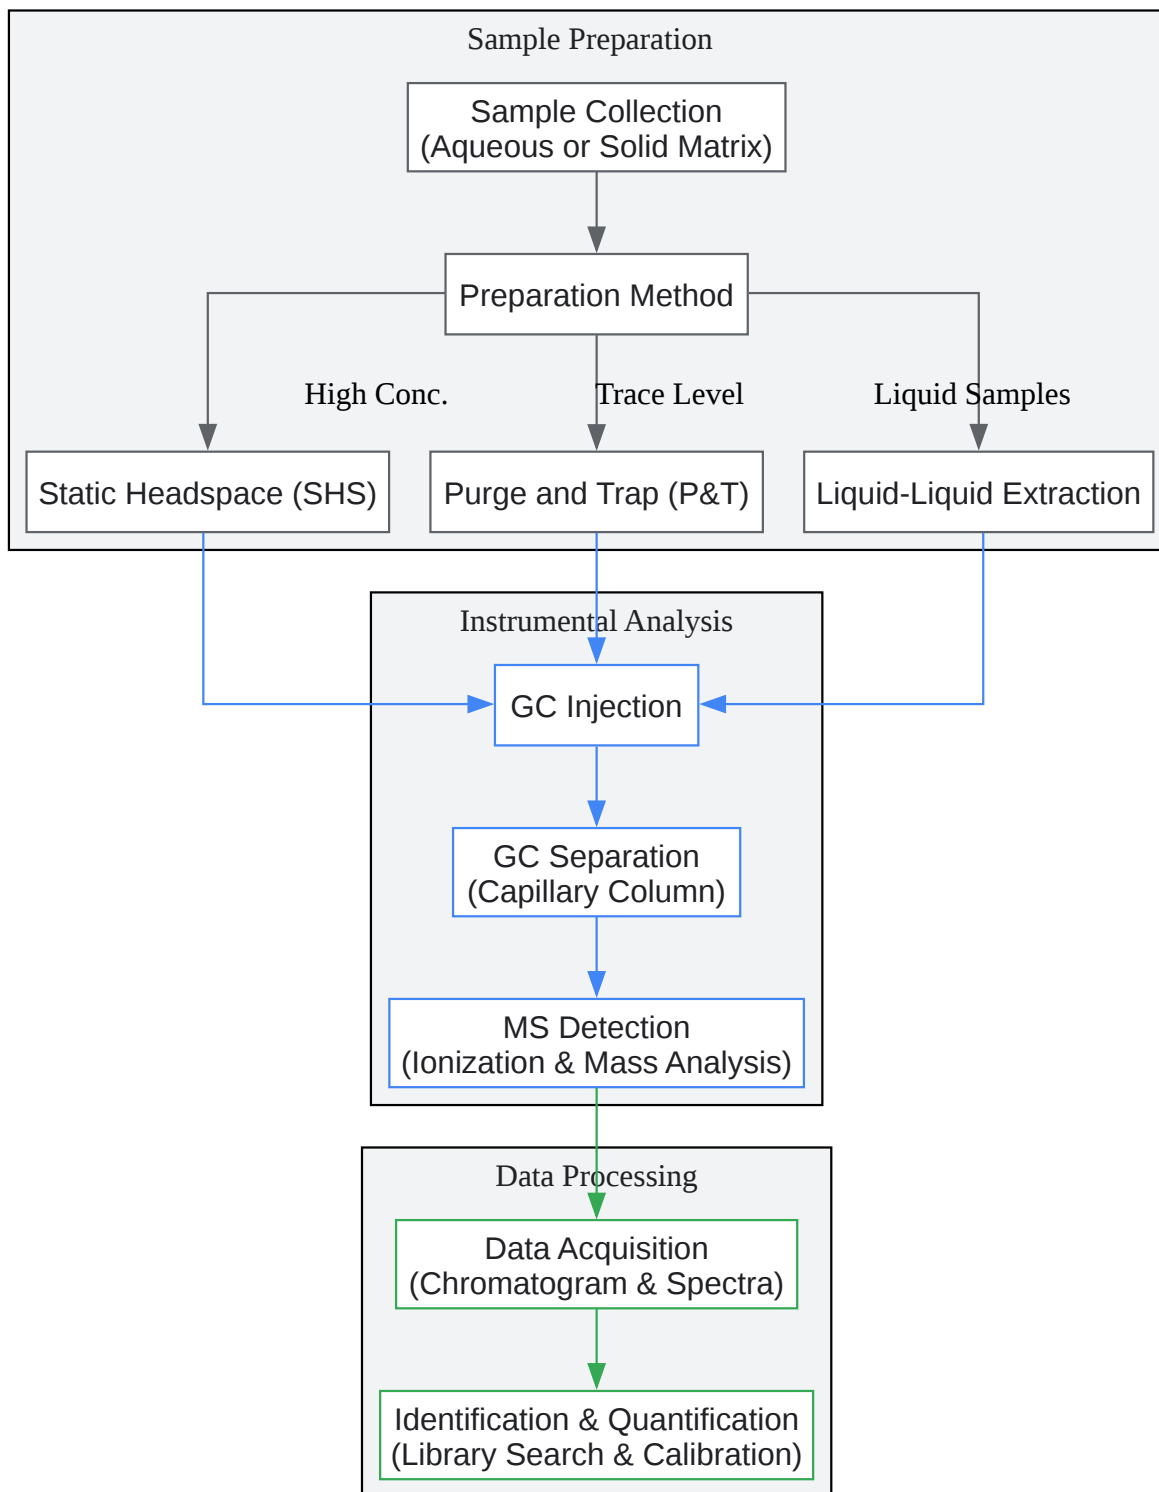 Sample Preparation
Sample Collection
(Aqueous or Solid Matrix)
Preparation Method
High Conc.
Trace Level
Liquid Samples
Static Headspace (SHS)
Purge and Trap (P&T)
Liquid-Liquid Extraction
Instrumental Analysis
GC Injection
GC Separation
(Capillary Column)
MS Detection
(Ionization & Mass Analysis)
Data Processing
Data Acquisition
(Chromatogram & Spectra)
Identification & Quantification
(Library Search & Calibration)